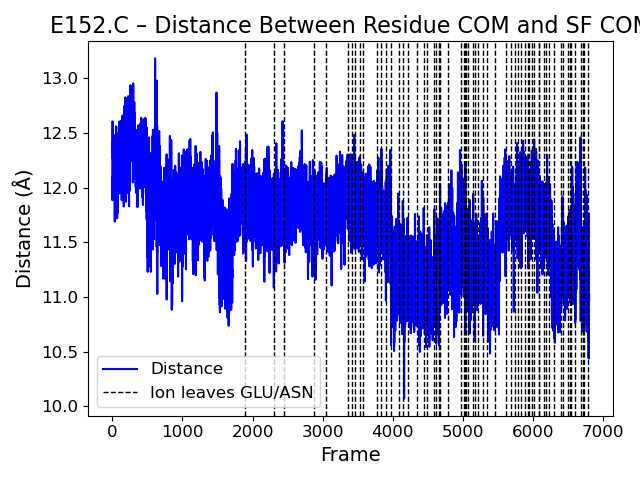 E152.C – Distance Between Residue COM and SF COM
13.0
12.5
12.0
11.5
11.0
10.5
10.0
Distance (Å)
Distance
Ion leaves GLU/ASN
0 1000 2000 3000 4000 5000 6000 7000
Frame